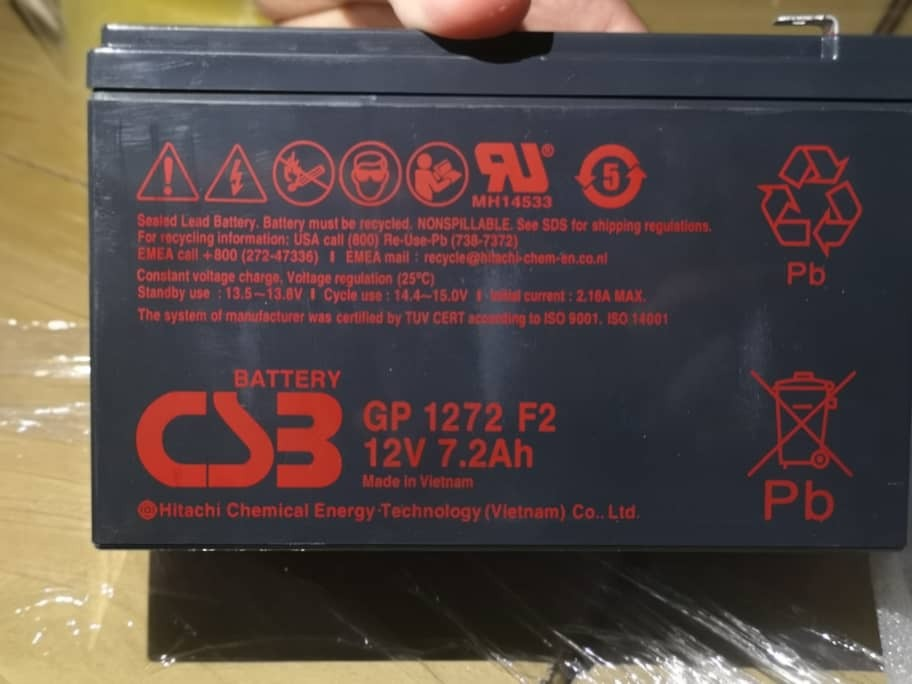 RU®
MH14533
5
Sealed Lead Battery. Battery must be recycled. NONSPILLABLE. See SDS for shipping regulations.
For recycling information: USA call (800) Re-Use-Pb (738-7372)
EMEA call +800 (272-47336) ❙ EMEA mail : recycle@hitachi-chem-en.co.nl
Constant voltage charge, Voltage regulation (25°C)
Standby use : 13.5~13.8V ❙ Cycle use : 14.4~15.0V ❙ Initial current : 2.16A MAX.
The system of manufacturer was certified by TUV CERT according to ISO 9001. ISO 14001
Pb
BATTERY
CSB
GP 1272 F2
12V 7.2Ah
Made in Vietnam
Hitachi Chemical Energy Technology (Vietnam) Co.. Ltd.
Pb